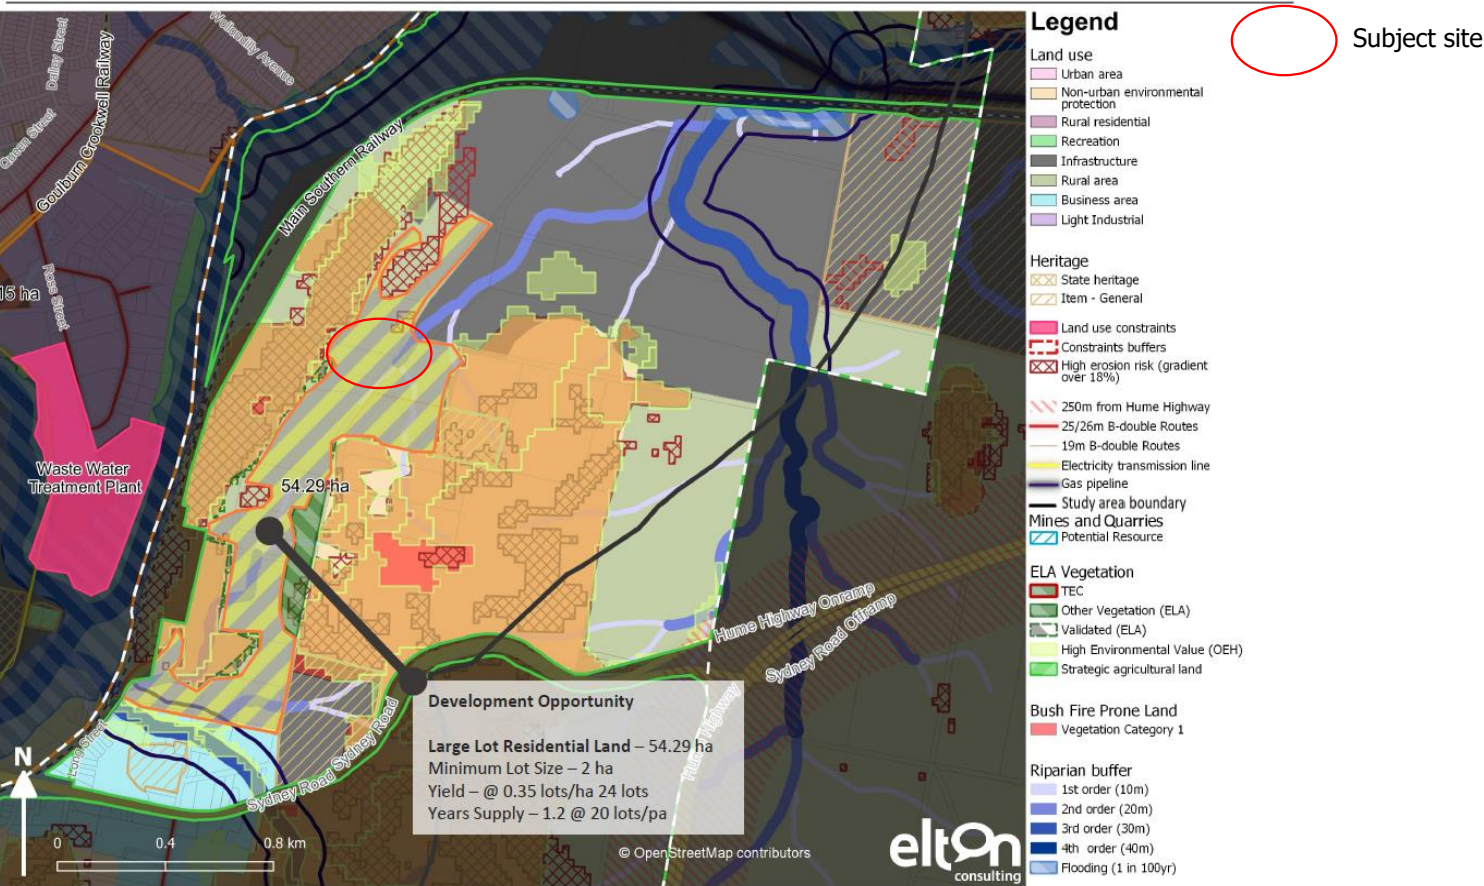 Legend
Subject site
Land use
Urban area
Non-urban environmental
protection
Rural residential
Recreation
Infrastructure
Rural area
Business area
Light Industrial
Heritage
State heritage
Item - General
Land use constraints
Constraints buffers
High erosion risk (gradient
over 18%)
250m from Hume Highway
25/26m B-double Routes
19m B-double Routes
Electricity transmission line
Gas pipeline
Study area boundary
Mines and Quarries
Potential Resource
ELA Vegetation
TEC
Other Vegetation (ELA)
Validated (ELA)
High Environmental Value (OEH)
Strategic agricultural land
Bush Fire Prone Land
Vegetation Category 1
Riparian buffer
1st order (10m)
2nd order (20m)
3rd order (30m)
4th order (40m)
Flooding (1 in 100yr)
Dalley Street
Wollondilly Avenue
Queen Street
Goulburn Crookwell Railway
Main Southern Railway
Ross Street
15 ha
Waste Water
Treatment Plant
54.29 ha
Hume Highway Onramp
Sydney Road Offramp
Hume Highway
Long Street
Sydney Road
Sydney Road
Development Opportunity
Large Lot Residential Land – 54.29 ha
Minimum Lot Size – 2 ha
Yield – @ 0.35 lots/ha 24 lots
Years Supply – 1.2 @ 20 lots/pa
N
0 0.4 0.8 km
© OpenStreetMap contributors
elton
consulting